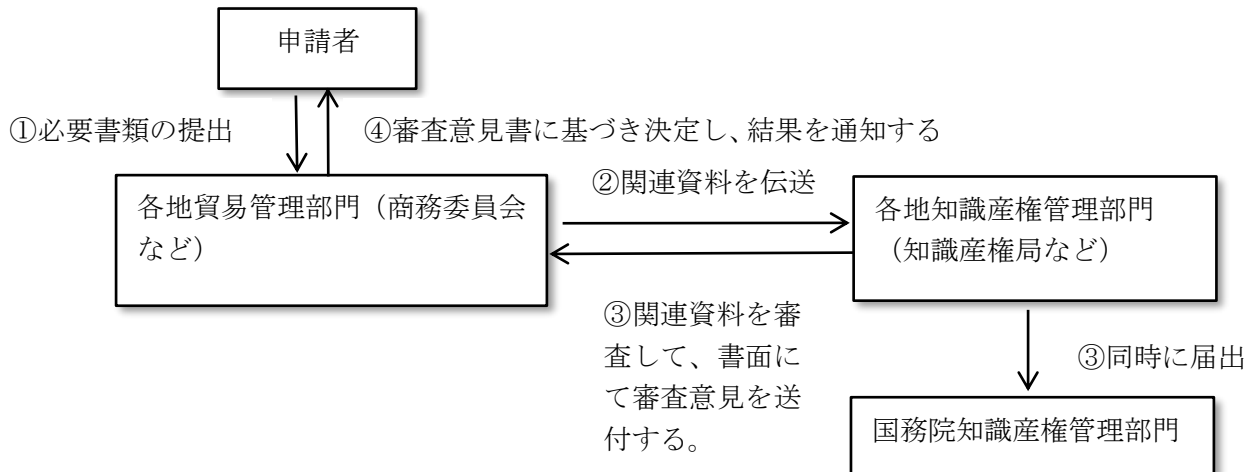 申請者
①必要書類の提出
④審査意見書に基づき決定し、結果を通知する
②関連資料を伝送
各地貿易管理部門（商務委員会
など）
各地知識産権管理部門
（知識産権局など）
③関連資料を審
査して、書面に
て審査意見を送
付する。
③同時に届出
国務院知識産権管理部門